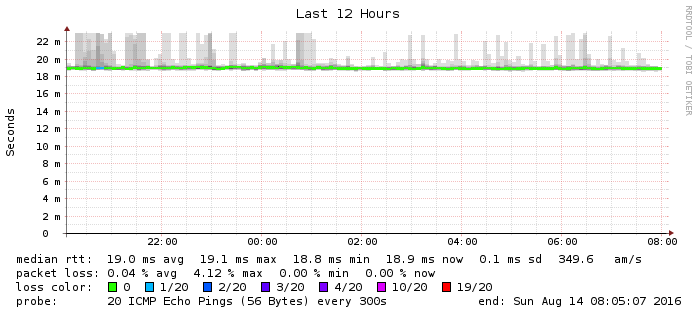 Last 12 Hours
RRDTOOL / TOBI OETIKER
Seconds
22 m
20 m
18 m
16 m
14 m
12 m
10 m
8 m
6 m
4 m
2 m
0
22:00 00:00 02:00 04:00 06:00 08:00
median rtt: 19.0 ms avg 19.1 ms max 18.8 ms min 18.9 ms now 0.1 ms sd 349.6 am/s
packet loss: 0.04 % avg 4.12 % max 0.00 % min 0.00 % now
loss color: 0 1/20 2/20 3/20 4/20 10/20 19/20
probe: 20 ICMP Echo Pings (56 Bytes) every 300s end: Sun Aug 14 08:05:07 2016